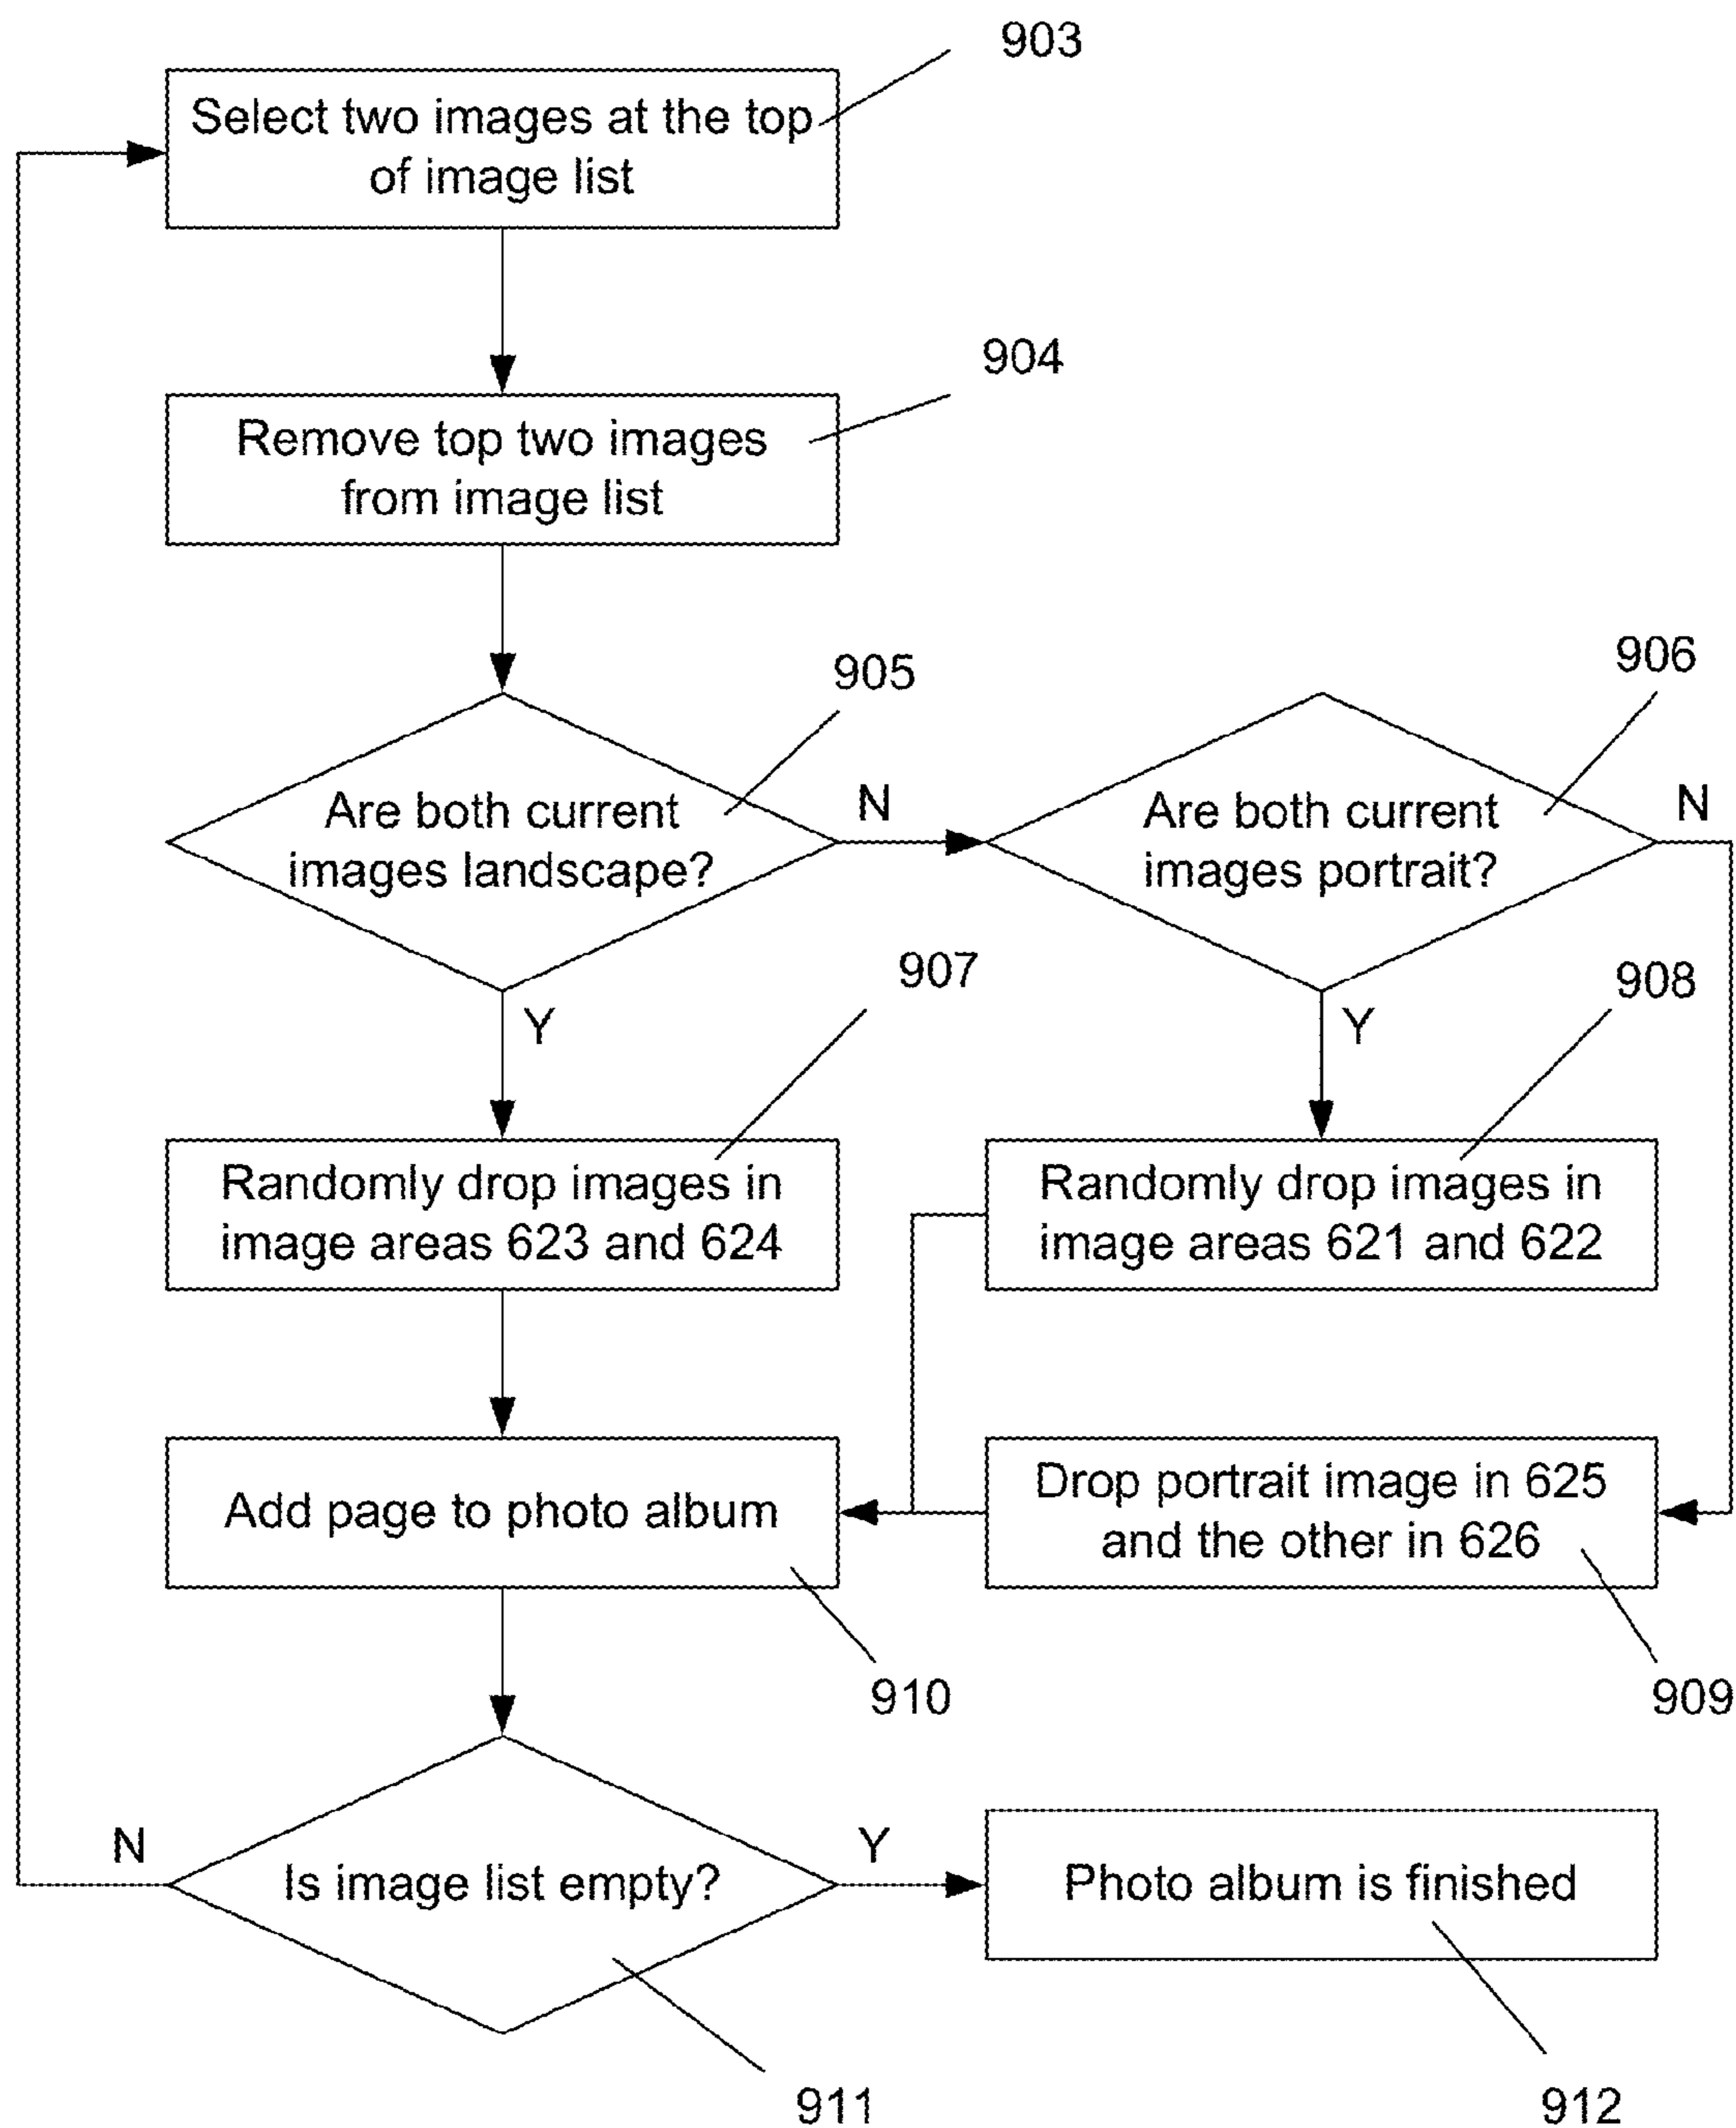 903
Select two images at the top
of image list
904
Remove top two images
from image list
905
906
Are both current
images landscape?
N
Are both current
images portrait?
N
907
908
Y
Y
Randomly drop images in
image areas 623 and 624
Randomly drop images in
image areas 621 and 622
Add page to photo album
Drop portrait image in 625
and the other in 626
910
909
N
Is image list empty?
Y
Photo album is finished
911
912